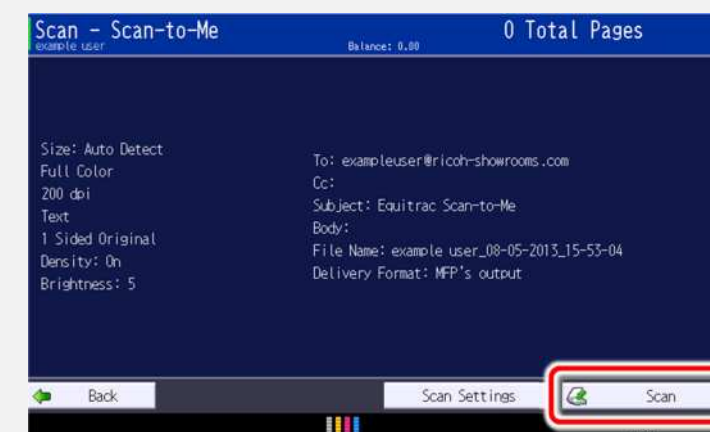 Scan - Scan-to-Me
0 Total Pages
example user
Balance: 0.00
Size: Auto Detect
Full Color
200 dpi
Text
1 Sided Original
Density: On
Brightness: 5
To: exampleuser@ricoh-showrooms.com
Cc:
Subject: Equitrac Scan-to-Me
Body:
File Name: example user_08-05-2013_15-53-04
Delivery Format: MFP's output
Back
Scan Settings
Scan